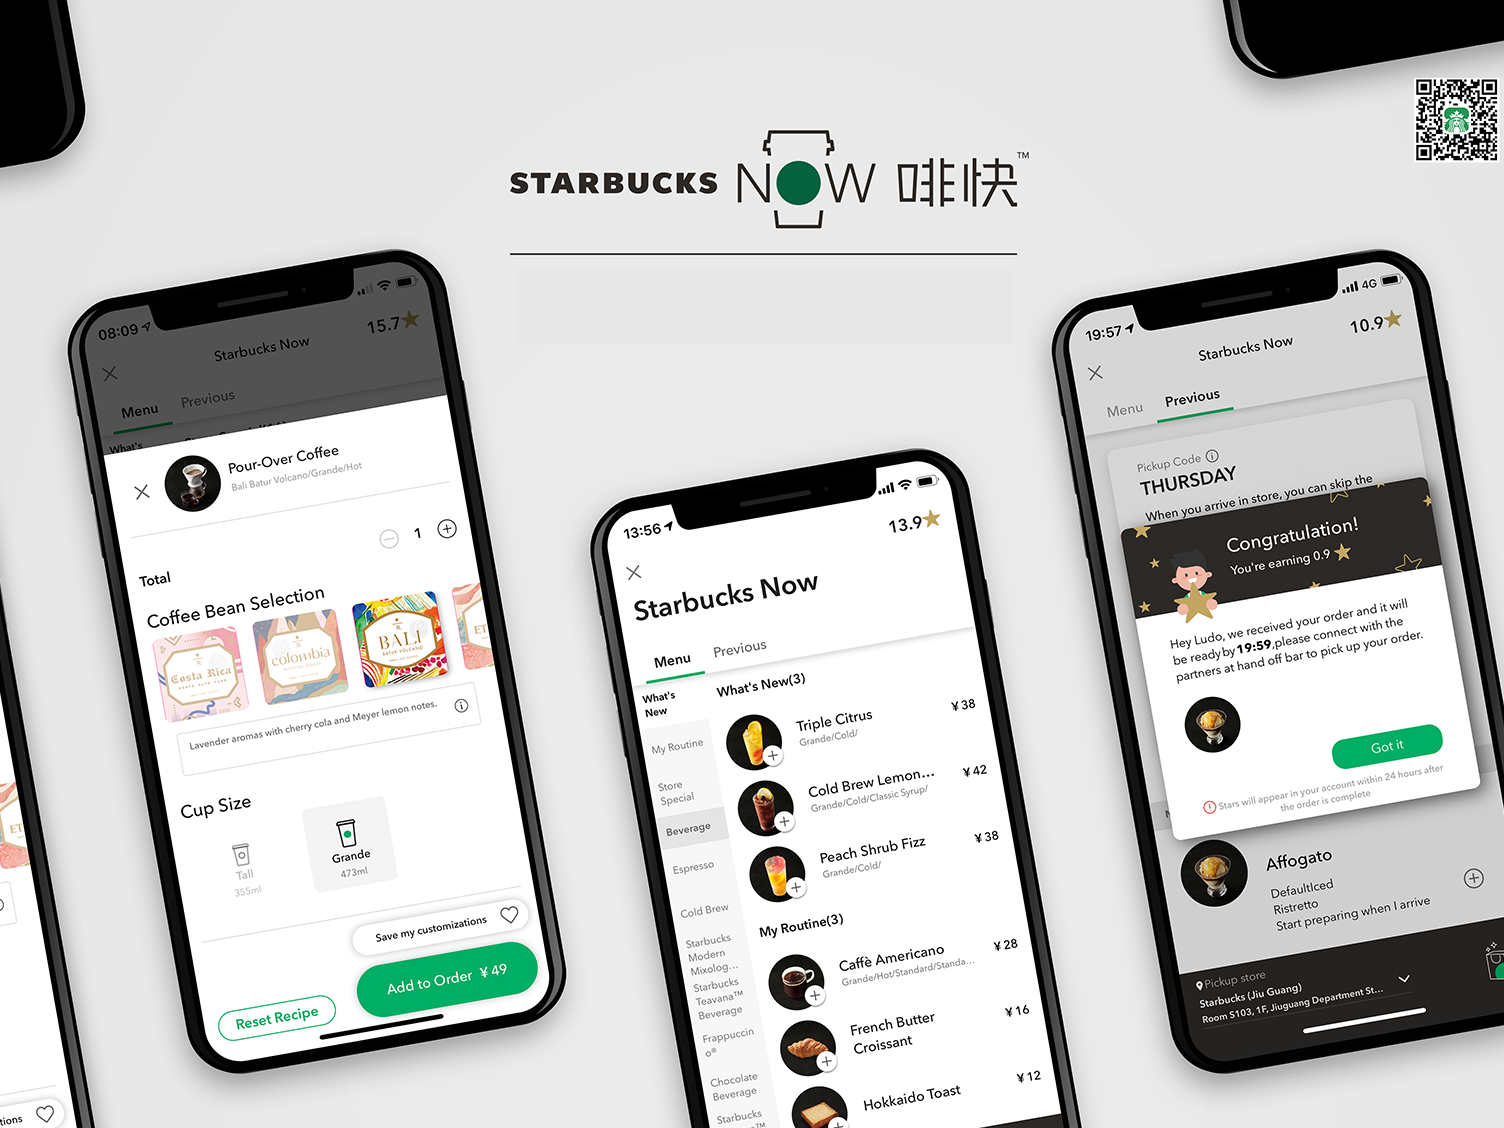 STARBUCKS NOW 啡快™
08:09
15.7
Starbucks Now
Menu
Previous
What's
Pour-Over Coffee
Bali Batur Volcano/Grande/Hot
1
Total
Coffee Bean Selection
Costa Rica
colombia
BALI
BATUR VOLCANO
ET
Lavender aromas with cherry cola and Meyer lemon notes.
Cup Size
Tall
355ml
Grande
473ml
Save my customizations
Add to Order ¥ 49
Reset Recipe
ET
tions
13:56
13.9
Starbucks Now
Menu
Previous
What's
New
My Routine
Store
Special
Beverage
Espresso
Cold Brew
Starbucks
Modern
Mixolog...
Starbucks
Teavana™
Beverage
Frappuccin
o®
Chocolate
Beverage
Starbucks
What's New(3)
Triple Citrus
¥ 38
Grande/Cold/
Cold Brew Lemon...
¥ 42
Grande/Cold/Classic Syrup/
Peach Shrub Fizz
¥ 38
Grande/Cold/
My Routine(3)
Caffè Americano
¥ 28
Grande/Hot/Standard/Standa...
French Butter
Croissant
¥ 16
Hokkaido Toast
¥ 12
19:57
4G
10.9
Starbucks Now
Menu
Previous
Pickup Code
THURSDAY
When you arrive in store, you can skip the
Congratulation!
You're earning 0.9
Hey Ludo, we received your order and it will
be ready by 19:59,please connect with the
partners at hand off bar to pick up your order.
Got it
Stars will appear in your account within 24 hours after
the order is complete
Affogato
DefaultIced
Ristretto
Start preparing when I arrive
Pickup store
Starbucks (Jiu Guang)
Room S103, 1F, Jiuguang Department St...